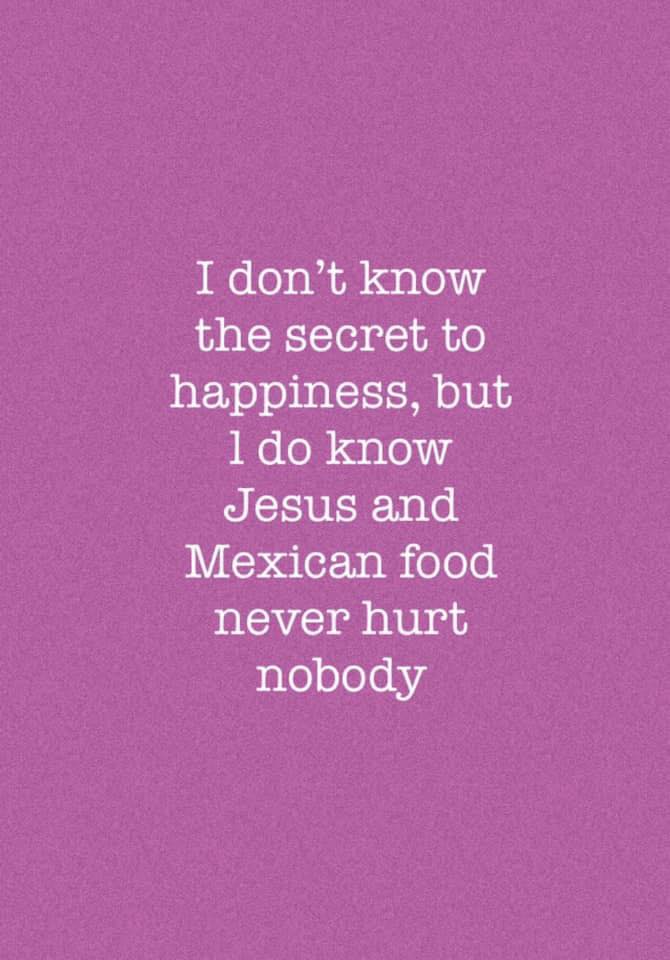 I don’t know
the secret to
happiness, but
l do know
Jesus and
Mexican food
never hurt
nobody